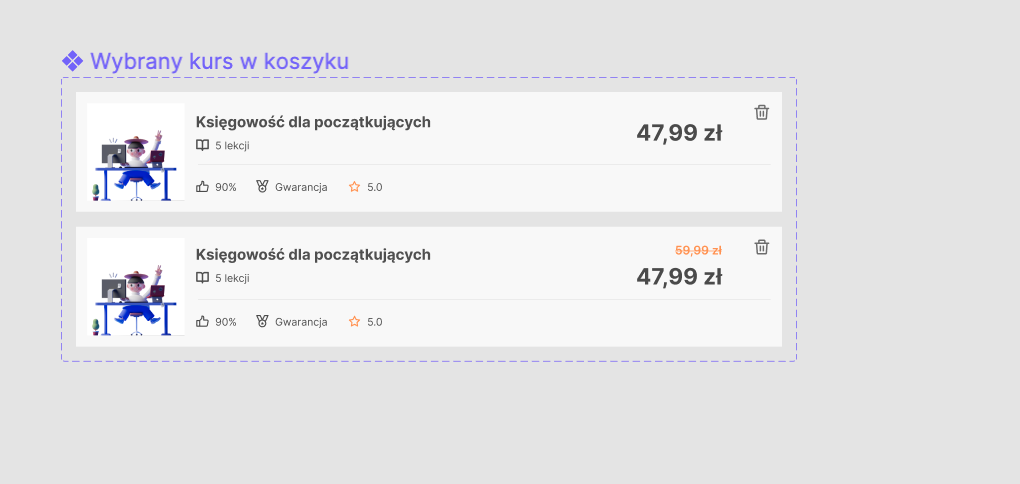 Wybrany kurs w koszyku
Księgowość dla początkujących
47,99 zł
5 lekcji
90% Gwarancja 5.0
Księgowość dla początkujących
59,99 zł
47,99 zł
5 lekcji
90% Gwarancja 5.0